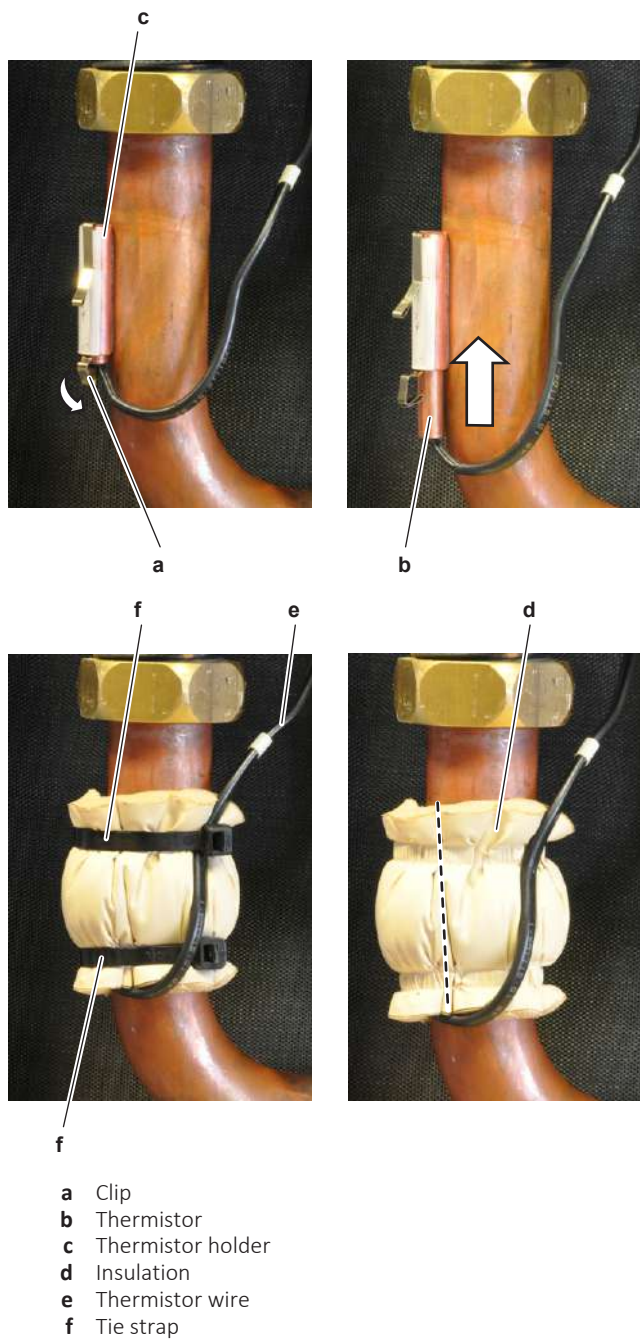 c
a
b
f
e
d
f
a Clip
b Thermistor
c Thermistor holder
d Insulation
e Thermistor wire
f Tie strap